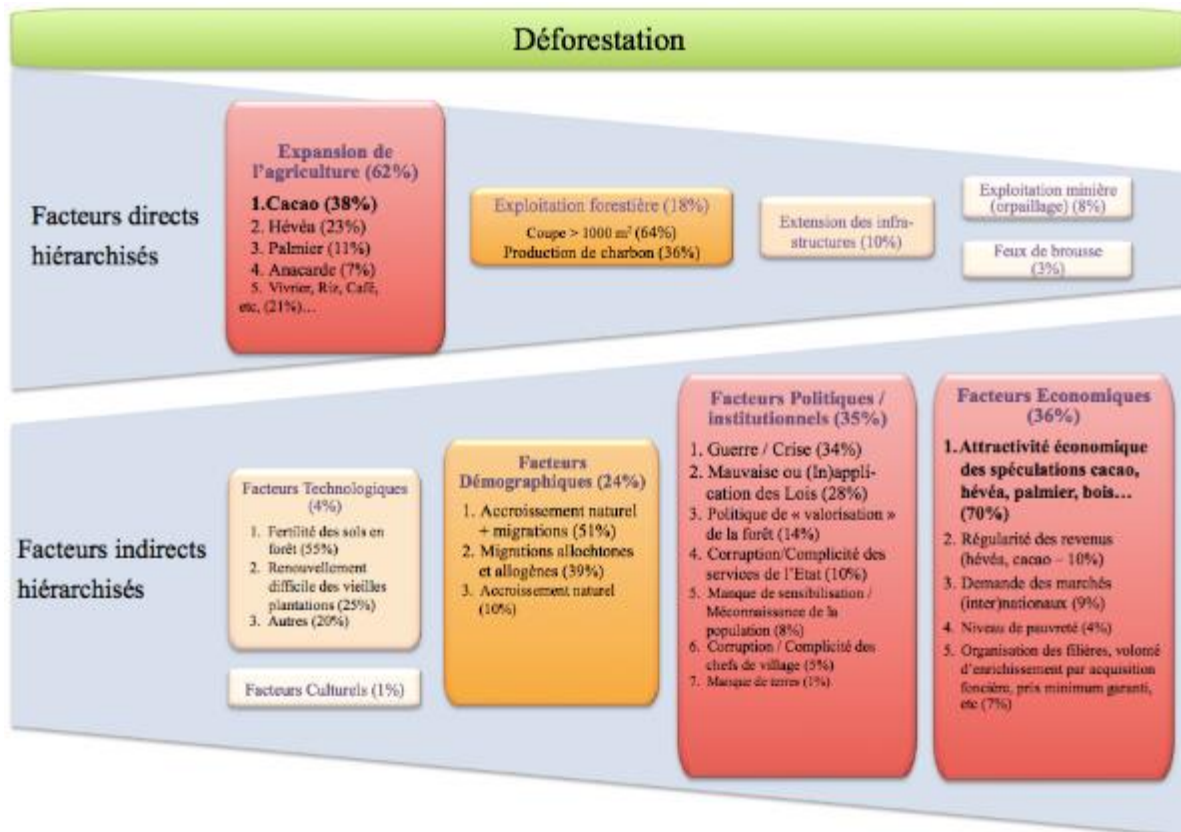 Déforestation
Facteurs directs
hiérarchisés
Expansion de
l'agriculture (62%)
1.Cacao (38%)
2. Hévéa (23%)
3. Palmier (11%)
4. Anacarde (7%)
5. Vivrier, Riz, Café,
etc. (21%)...
Exploitation forestière (18%)
Coupe > 1000 m² (64%)
Production de charbon (36%)
Extension des infra-
structures (10%)
Exploitation minière
(orpaillage) (8%)
Feux de brousse
(3%)
Facteurs indirects
hiérarchisés
Facteurs Technologiques
(4%)
1. Fertilité des sols en
forêt (55%)
2. Renouvellement
difficile des vieilles
plantations (25%)
3. Autres (20%)
Facteurs Culturels (1%)
Facteurs
Démographiques (24%)
1. Accroissement naturel
+ migrations (51%)
2. Migrations allochtones
et allogènes (39%)
3. Accroissement naturel
(10%)
Facteurs Politiques /
institutionnels (35%)
1. Guerre / Crise (34%)
2. Mauvaise ou (In)appli-
cation des Lois (28%)
3. Politique de « valorisation »
de la forêt (14%)
4. Corruption/Complicité des
services de l'Etat (10%)
5. Manque de sensibilisation /
Méconnaissance de la
population (8%)
6. Corruption / Complicité des
chefs de village (5%)
7. Manque de terres (1%)
Facteurs Economiques
(36%)
1. Attractivité économique
des spéculations cacao,
hévéa, palmier, bois...
(70%)
2. Régularité des revenus
(hévéa, cacao – 10%)
3. Demande des marchés
(inter)nationaux (9%)
4. Niveau de pauvreté (4%)
5. Organisation des filières, volonté
d'enrichissement par acquisition
foncière, prix minimum garanti,
etc (7%)